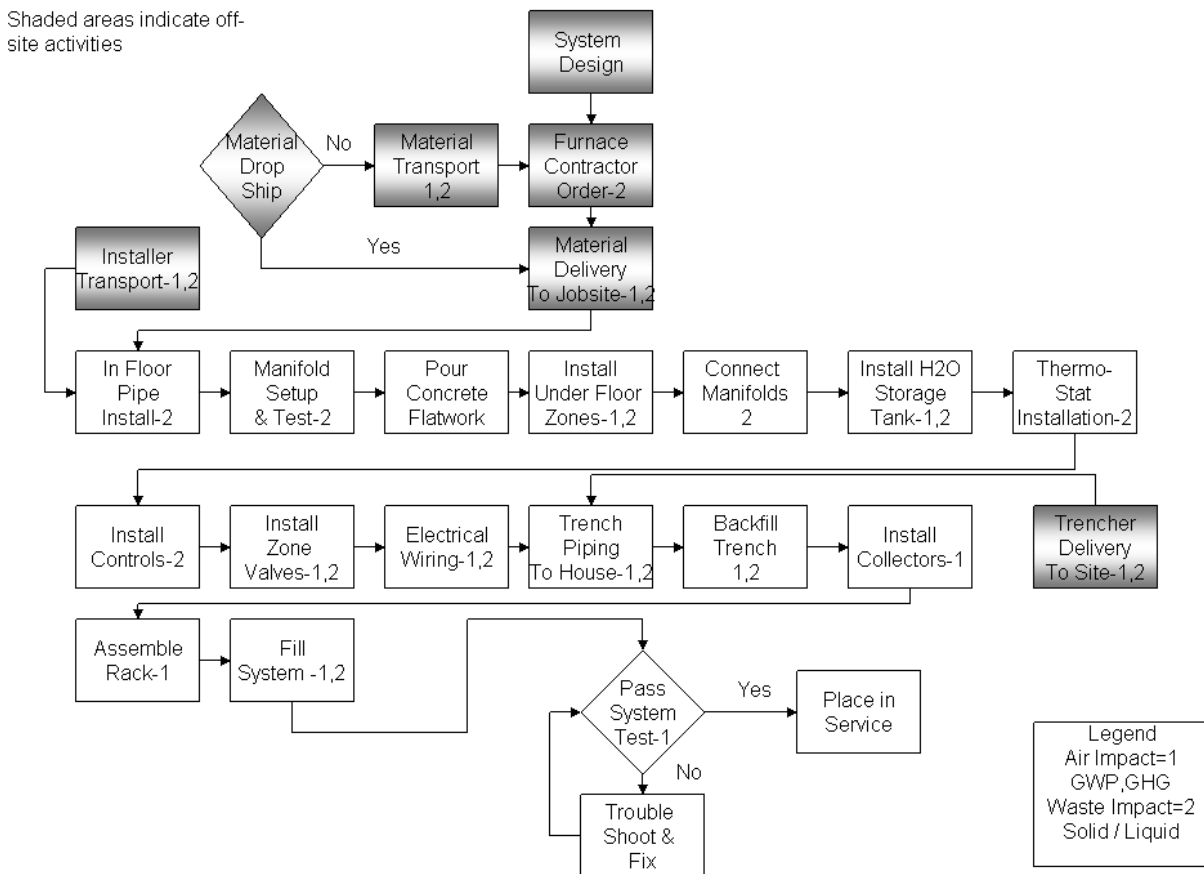 Shaded areas indicate off-
site activities
System
Design
Material
Drop
Ship
No
Material
Transport
1,2
Furnace
Contractor
Order-2
Yes
Installer
Transport-1,2
Material
Delivery
To Jobsite-1,2
In Floor
Pipe
Install-2
Manifold
Setup
& Test-2
Pour
Concrete
Flatwork
Install
Under Floor
Zones-1,2
Connect
Manifolds
2
Install H2O
Storage
Tank-1,2
Thermo-
Stat
Installation-2
Install
Controls-2
Install
Zone
Valves-1,2
Electrical
Wiring-1,2
Trench
Piping
To House-1,2
Backfill
Trench
1,2
Install
Collectors-1
Trencher
Delivery
To Site-1,2
Assemble
Rack-1
Fill
System -1,2
Pass
System
Test-1
Yes
Place in
Service
No
Trouble
Shoot &
Fix
Legend
Air Impact=1
GWP,GHG
Waste Impact=2
Solid / Liquid